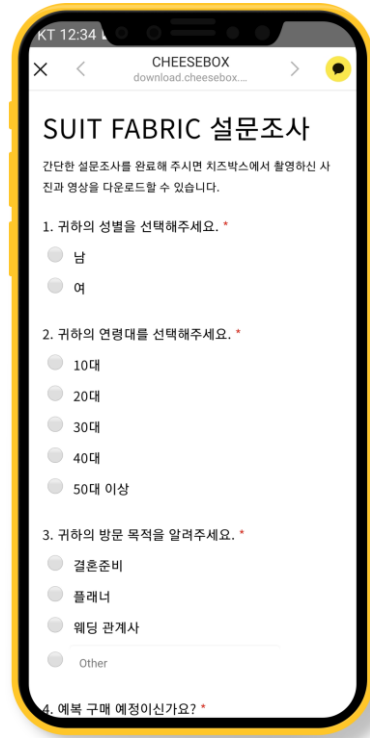 KT 12:34
CHEESEBOX
download.cheesebox....
SUIT FABRIC 설문조사
간단한 설문조사를 완료해 주시면 치즈박스에서 촬영하신 사
진과 영상을 다운로드할 수 있습니다.
1. 귀하의 성별을 선택해주세요. *
남
여
2. 귀하의 연령대를 선택해주세요. *
10대
20대
30대
40대
50대 이상
3. 귀하의 방문 목적을 알려주세요. *
결혼준비
플래너
웨딩 관계사
Other
4. 예복 구매 예정이신가요? *